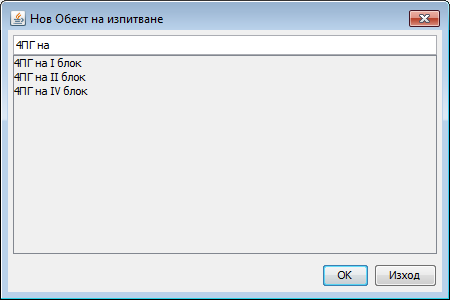 Нов Обект на изпитване
4ПГ на
4ПГ на I блок
4ПГ на II блок
4ПГ на IV блок
OK
Изход